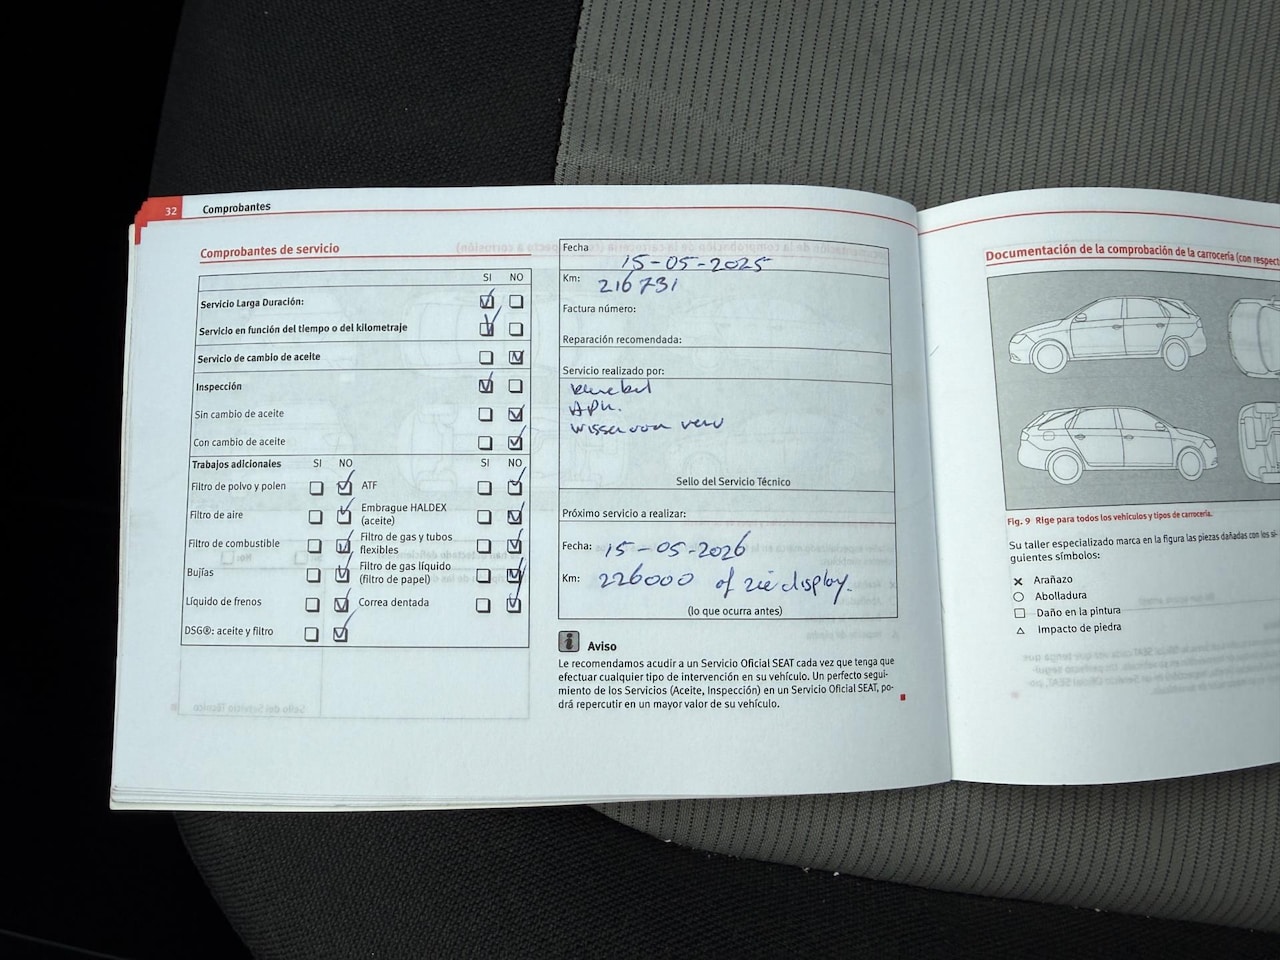 32 Comprobantes
Comprobantes de servicio
SI NO
Servicio Larga Duración:
Servicio en función del tiempo o del kilometraje
Servicio de cambio de aceite
Inspección
Sin cambio de aceite
Con cambio de aceite
Trabajos adicionales SI NO SI NO
Filtro de polvo y polen ATF
Filtro de aire Embrague HALDEX
(aceite)
Filtro de combustible Filtro de gas y tubos
flexibles
Bujías Filtro de gas líquido
(filtro de papel)
Líquido de frenos Correa dentada
DSG®: aceite y filtro
Fecha
15-05-2025
Km: 216731
Factura número:
Reparación recomendada:
Servicio realizado por:
APK.
Sello del Servicio Técnico
Próximo servicio a realizar:
Fecha: 15-05-2026
Km: 226000 of zie display.
(lo que ocurra antes)
Aviso
Le recomendamos acudir a un Servicio Oficial SEAT cada vez que tenga que
efectuar cualquier tipo de intervención en su vehículo. Un perfecto segui-
miento de los Servicios (Aceite, Inspección) en un Servicio Oficial SEAT, po-
drá repercutir en un mayor valor de su vehículo.
Documentación de la comprobación de la carrocería (con respect
Fig. 9 Rige para todos los vehículos y tipos de carrocería.
Su taller especializado marca en la figura las piezas dañadas con los si-
guientes símbolos:
Arañazo
Abolladura
Daño en la pintura
Impacto de piedra